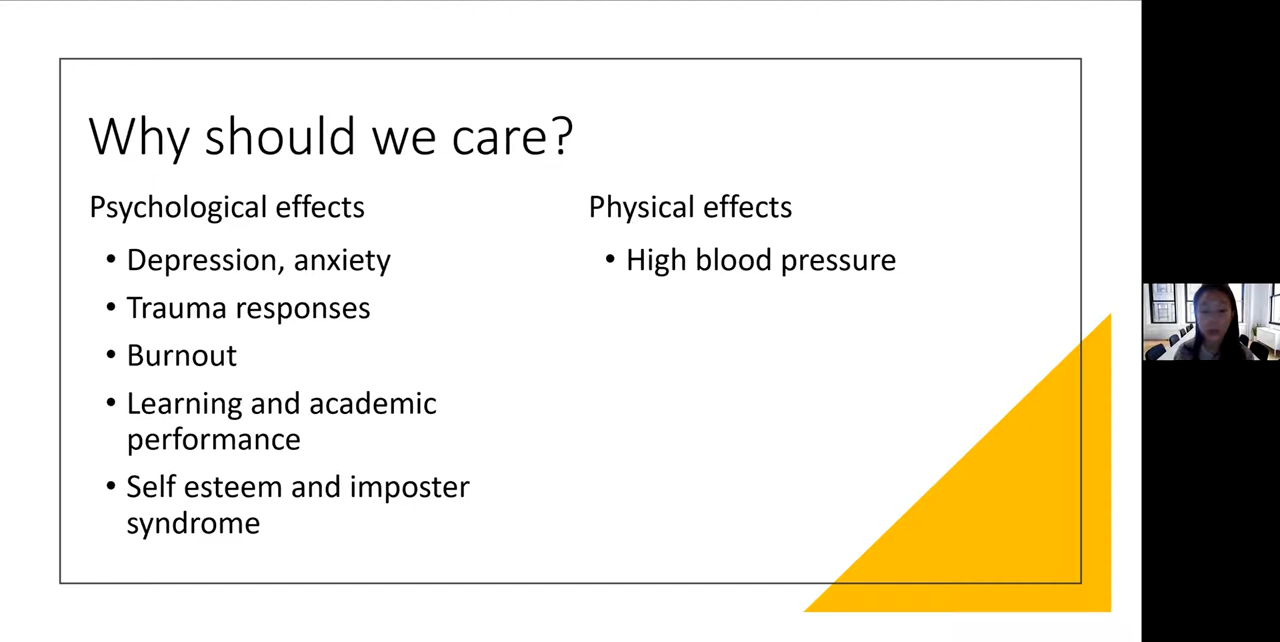 Why should we care?
Psychological effects
• Depression, anxiety
• Trauma responses
• Burnout
• Learning and academic
performance
• Self esteem and imposter
syndrome
Physical effects
• High blood pressure